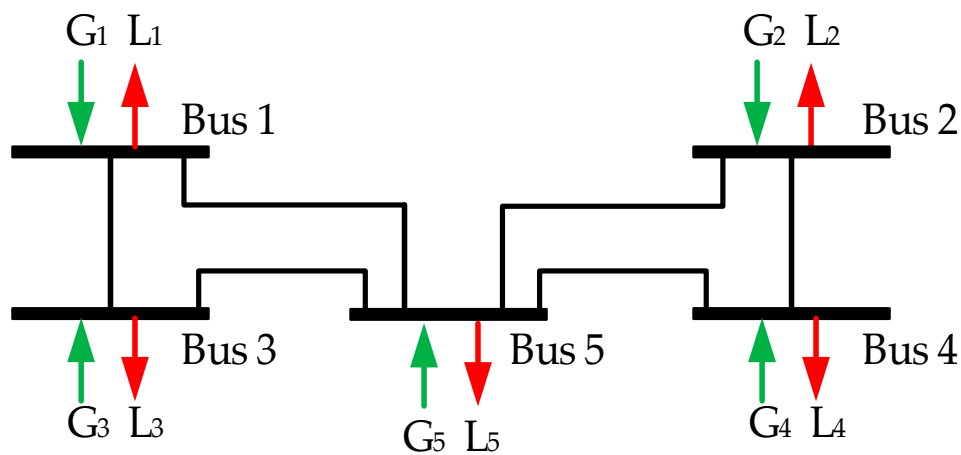 G1 L1
G2 L2
Bus 1
Bus 2
Bus 3
Bus 5
Bus 4
G3 L3
G5 L5
G4 L4